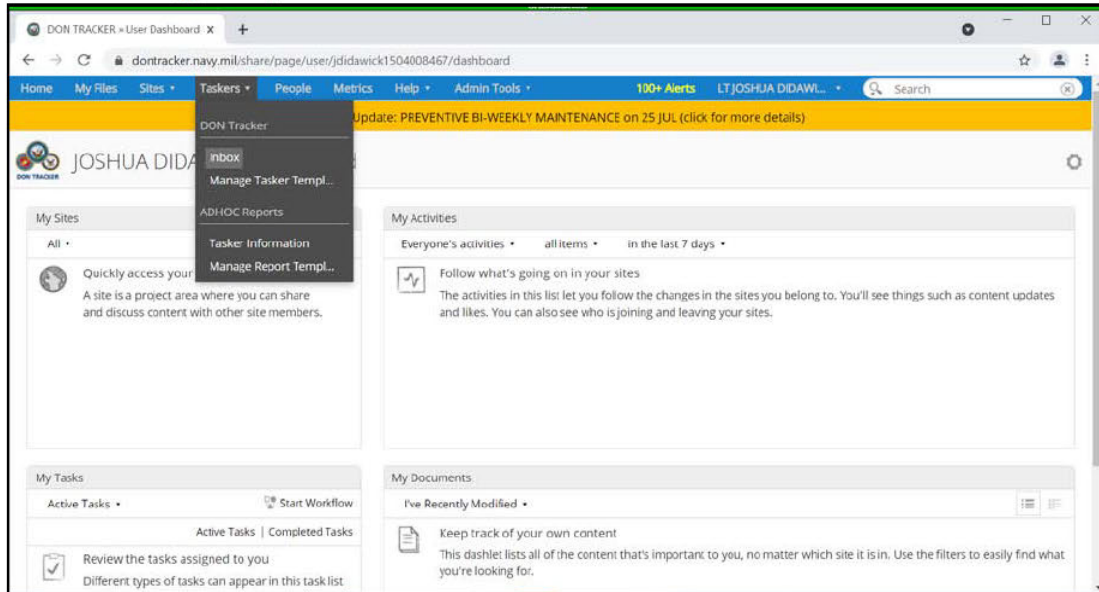 DON TRACKER » User Dashboard x +
dontracker.navy.mil/share/page/user/jdidawick1504008467/dashboard
Home My Files Sites Taskers People Metrics Help Admin Tools 100+ Alerts LT JOSHUA DIDAWI... Search
Update: PREVENTIVE BI-WEEKLY MAINTENANCE on 25 JUL (click for more details)
DON TRACKER
JOSHUA DIDA
DON Tracker
Inbox
Manage Tasker Templ...
ADHOC Reports
Tasker Information
Manage Report Templ...
My Sites
All
Quickly access your
A site is a project area where you can share
and discuss content with other site members.
My Activities
Everyone's activities all items in the last 7 days
Follow what's going on in your sites
The activities in this list let you follow the changes in the sites you belong to. You'll see things such as content updates
and likes. You can also see who is joining and leaving your sites.
My Tasks
Active Tasks Start Workflow
Active Tasks | Completed Tasks
Review the tasks assigned to you
Different types of tasks can appear in this task list
My Documents
I've Recently Modified
Keep track of your own content
This dashlet lists all of the content that's important to you, no matter which site it is in. Use the filters to easily find what
you're looking for.